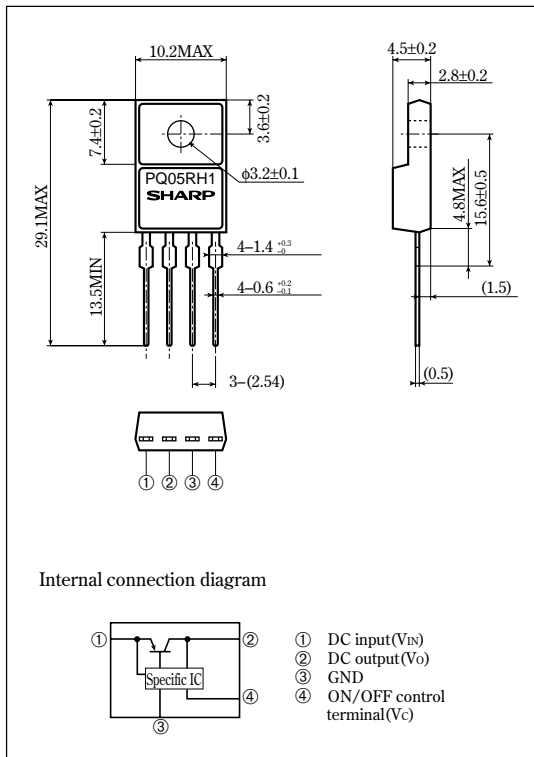 10.2MAX
4.5±0.2
2.8±0.2
7.4±0.2
3.6±0.2
29.1MAX
PQ05RH1
SHARP
φ3.2±0.1
4.8MAX
15.6±0.5
13.5MIN
4–1.4 +0.3 –0
4–0.6 +0.2 –0.1
(1.5)
3–(2.54)
(0.5)
① ② ③ ④
Internal connection diagram
① ②
Specific IC
④
③
① DC input(VIN)
② DC output(Vo)
③ GND
④ ON/OFF control
terminal(Vc)